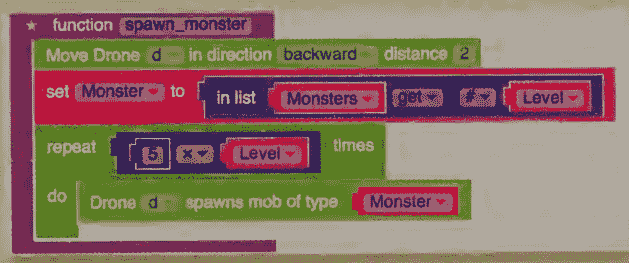 ★ function spawn_monster
Move Drone d in direction backward distance 2
set Monster to in list Monsters get # Level
repeat 5 × Level times
do Drone d spawns mob of type Monster